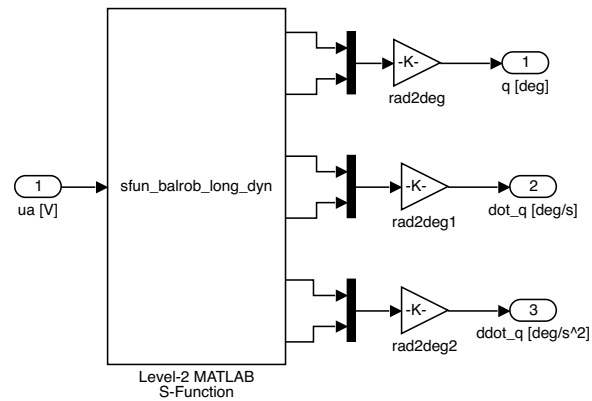 -K-
1
rad2deg
q [deg]
1
sfun_balrob_long_dyn
-K-
2
ua [V]
rad2deg1
dot_q [deg/s]
-K-
3
rad2deg2
ddot_q [deg/s^2]
Level-2 MATLAB
S-Function